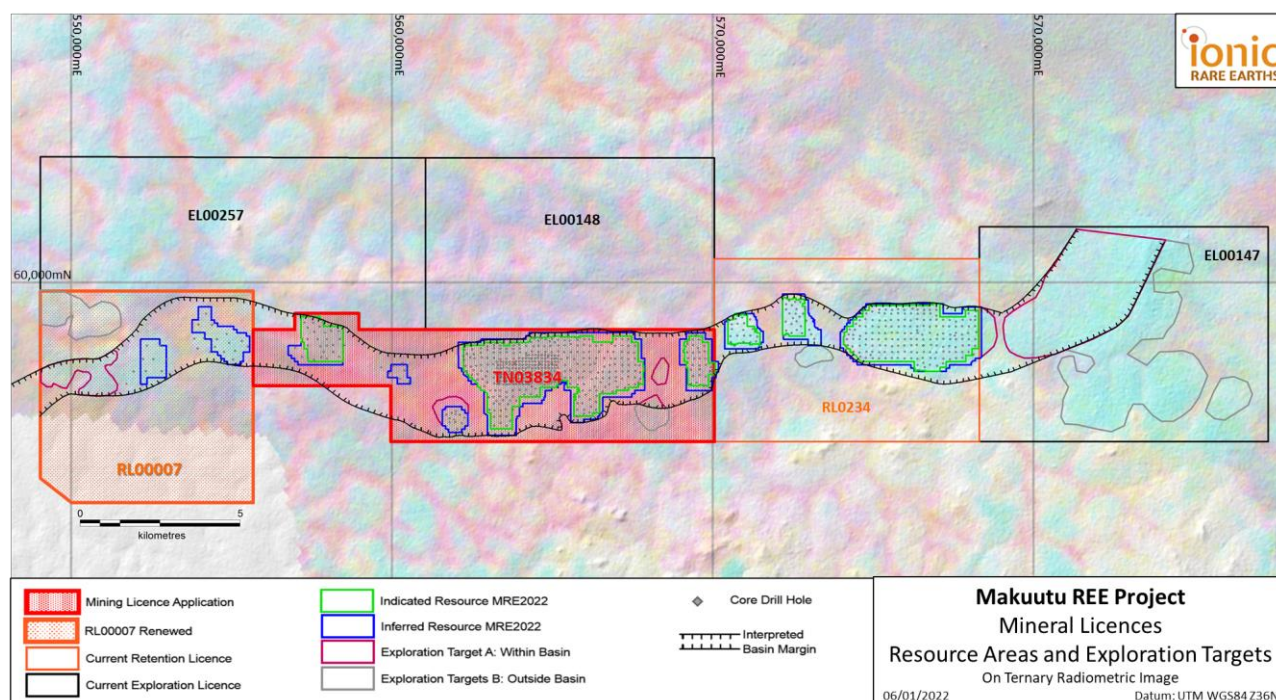 550,000mE
560,000mE
570,000mE
570,000mE
ionic
RARE EARTHS
EL00257
EL00148
EL00147
60,000mN
TN03834
RL0234
RL00007
0 5
kilometres
Mining Licence Application
RL00007 Renewed
Current Retention Licence
Current Exploration Licence
Indicated Resource MRE2022
Inferred Resource MRE2022
Exploration Target A: Within Basin
Exploration Targets B: Outside Basin
Core Drill Hole
Interpreted
Basin Margin
Makuutu REE Project
Mineral Licences
Resource Areas and Exploration Targets
On Ternary Radiometric Image
06/01/2022 Datum: UTM WGS84 Z36N